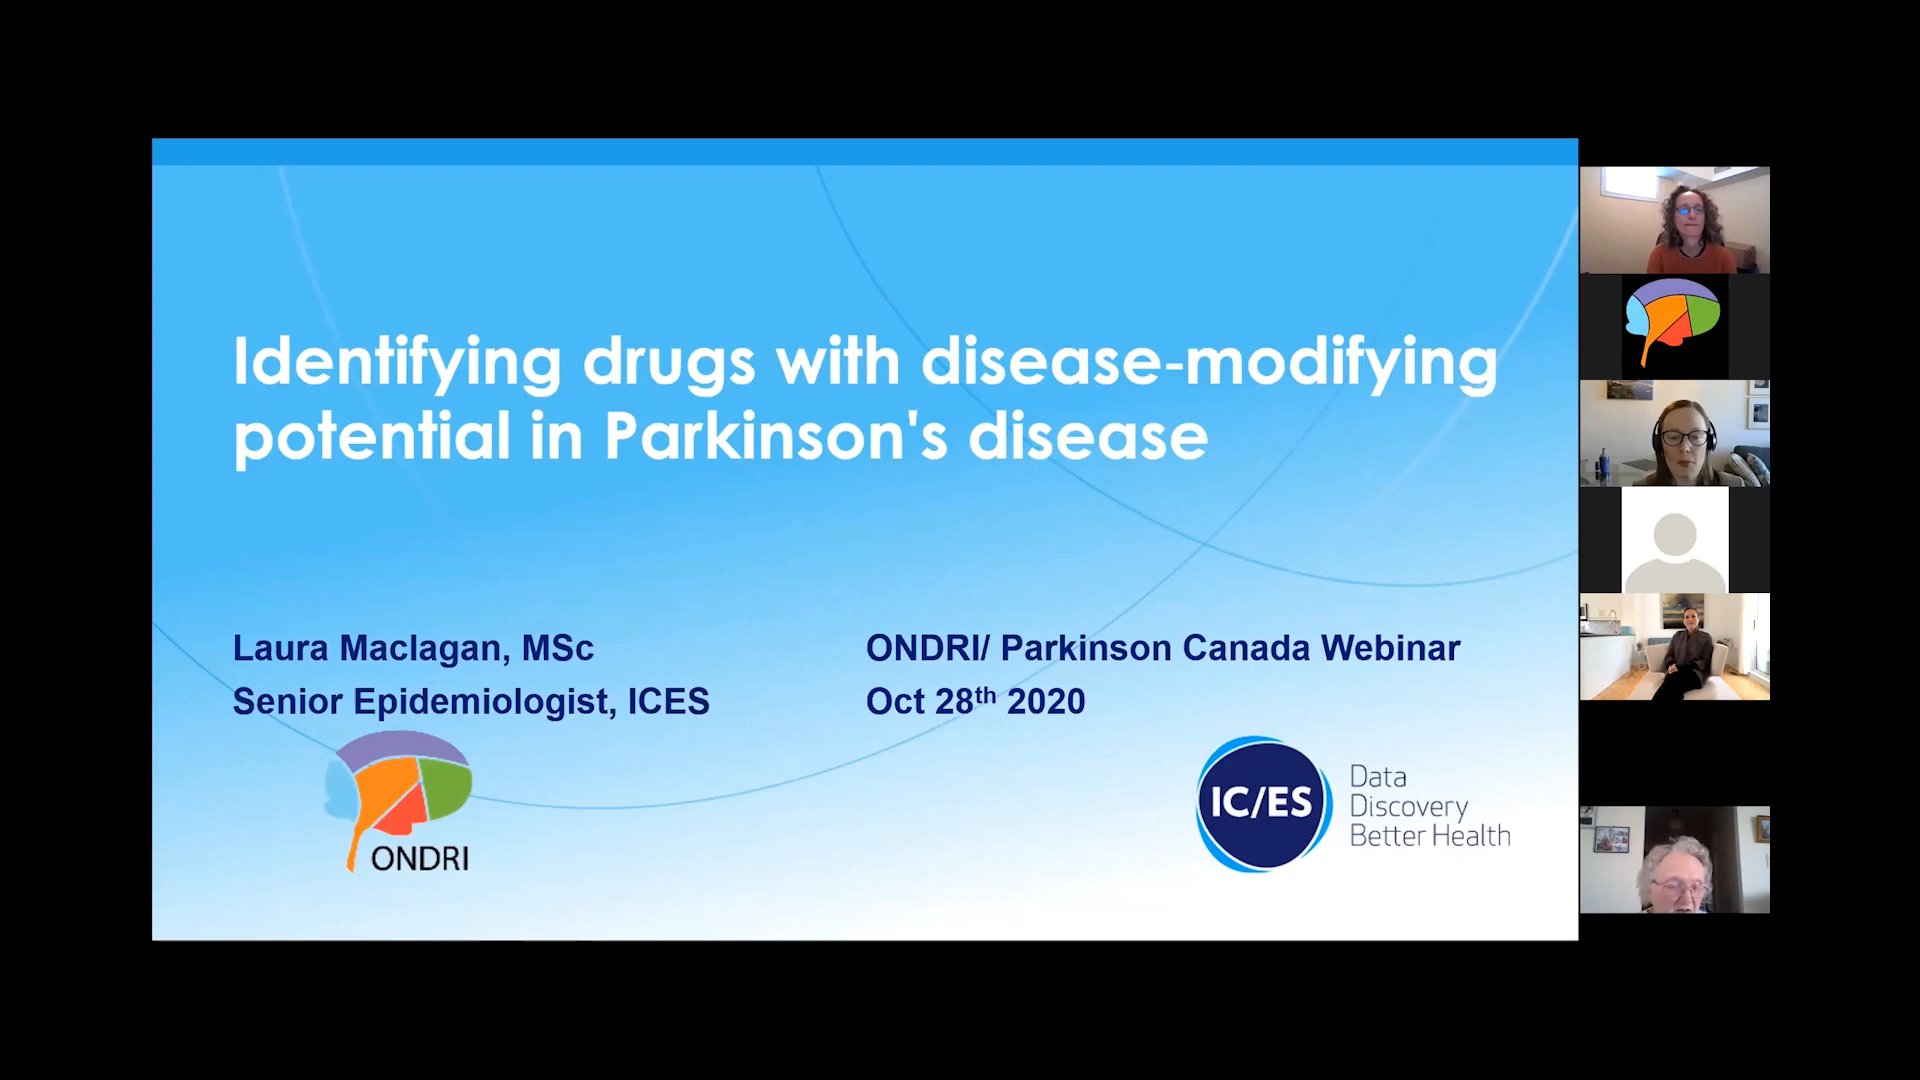 Identifying drugs with disease-modifying
potential in Parkinson's disease
Laura Maclagan, MSc
Senior Epidemiologist, ICES
ONDRI/ Parkinson Canada Webinar
Oct 28th 2020
ONDRI
IC/ES
Data
Discovery
Better Health